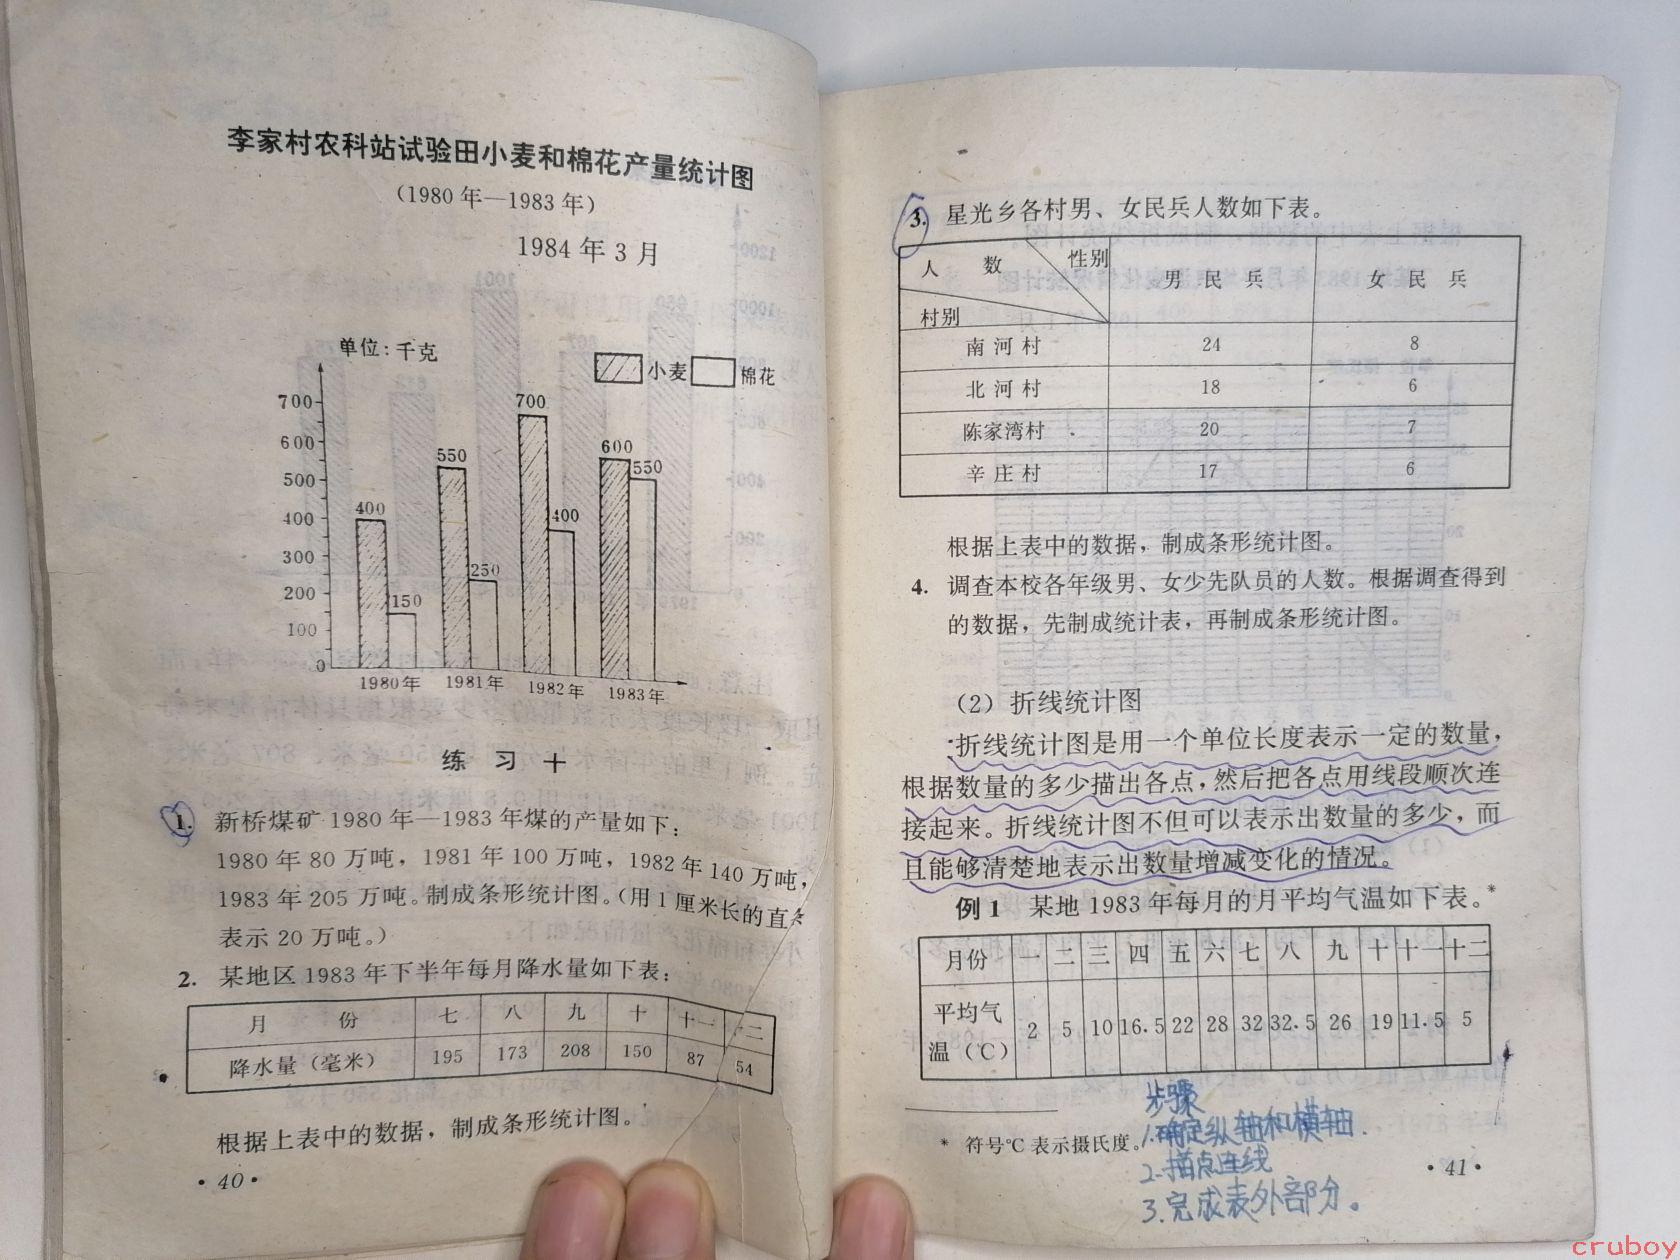 李家村农科站试验田小麦和棉花产量统计图
(1980年—1983年)
1984年3月
单位:千克
小麦 棉花
700
600
500
400
300
200
100
0
400 150 550 250 700 400 600 550
1980年 1981年 1982年 1983年
练 习 十
1. 新桥煤矿1980年—1983年煤的产量如下:
1980年80万吨,1981年100万吨,1982年140万吨,
1983年205万吨。制成条形统计图。(用1厘米长的直条
表示20万吨。)
2. 某地区1983年下半年每月降水量如下表:
月 份 七 八 九 十 十一 十二
降水量(毫米) 195 173 208 150 87 54
根据上表中的数据,制成条形统计图。
·40·
3. 星光乡各村男、女民兵人数如下表。
人 数 性别 村别 男 民 兵 女 民 兵
南河村 24 8
北河村 18 6
陈家湾村 20 7
辛庄村 17 6
根据上表中的数据,制成条形统计图。
4. 调查本校各年级男、女少先队员的人数。根据调查得到
的数据,先制成统计表,再制成条形统计图。
(2) 折线统计图
折线统计图是用一个单位长度表示一定的数量,
根据数量的多少描出各点,然后把各点用线段顺次连
接起来。折线统计图不但可以表示出数量的多少,而
且能够清楚地表示出数量增减变化的情况。
例1 某地1983年每月的月平均气温如下表。*
月份 一 二 三 四 五 六 七 八 九 十 十一 十二
平均气温(℃) 2 5 10 16.5 22 28 32 32.5 26 19 11.5 5
* 符号℃表示摄氏度。
步骤
1.确定纵轴和横轴.
2.描点连线
3.完成表外部分。
·41·
cruboy